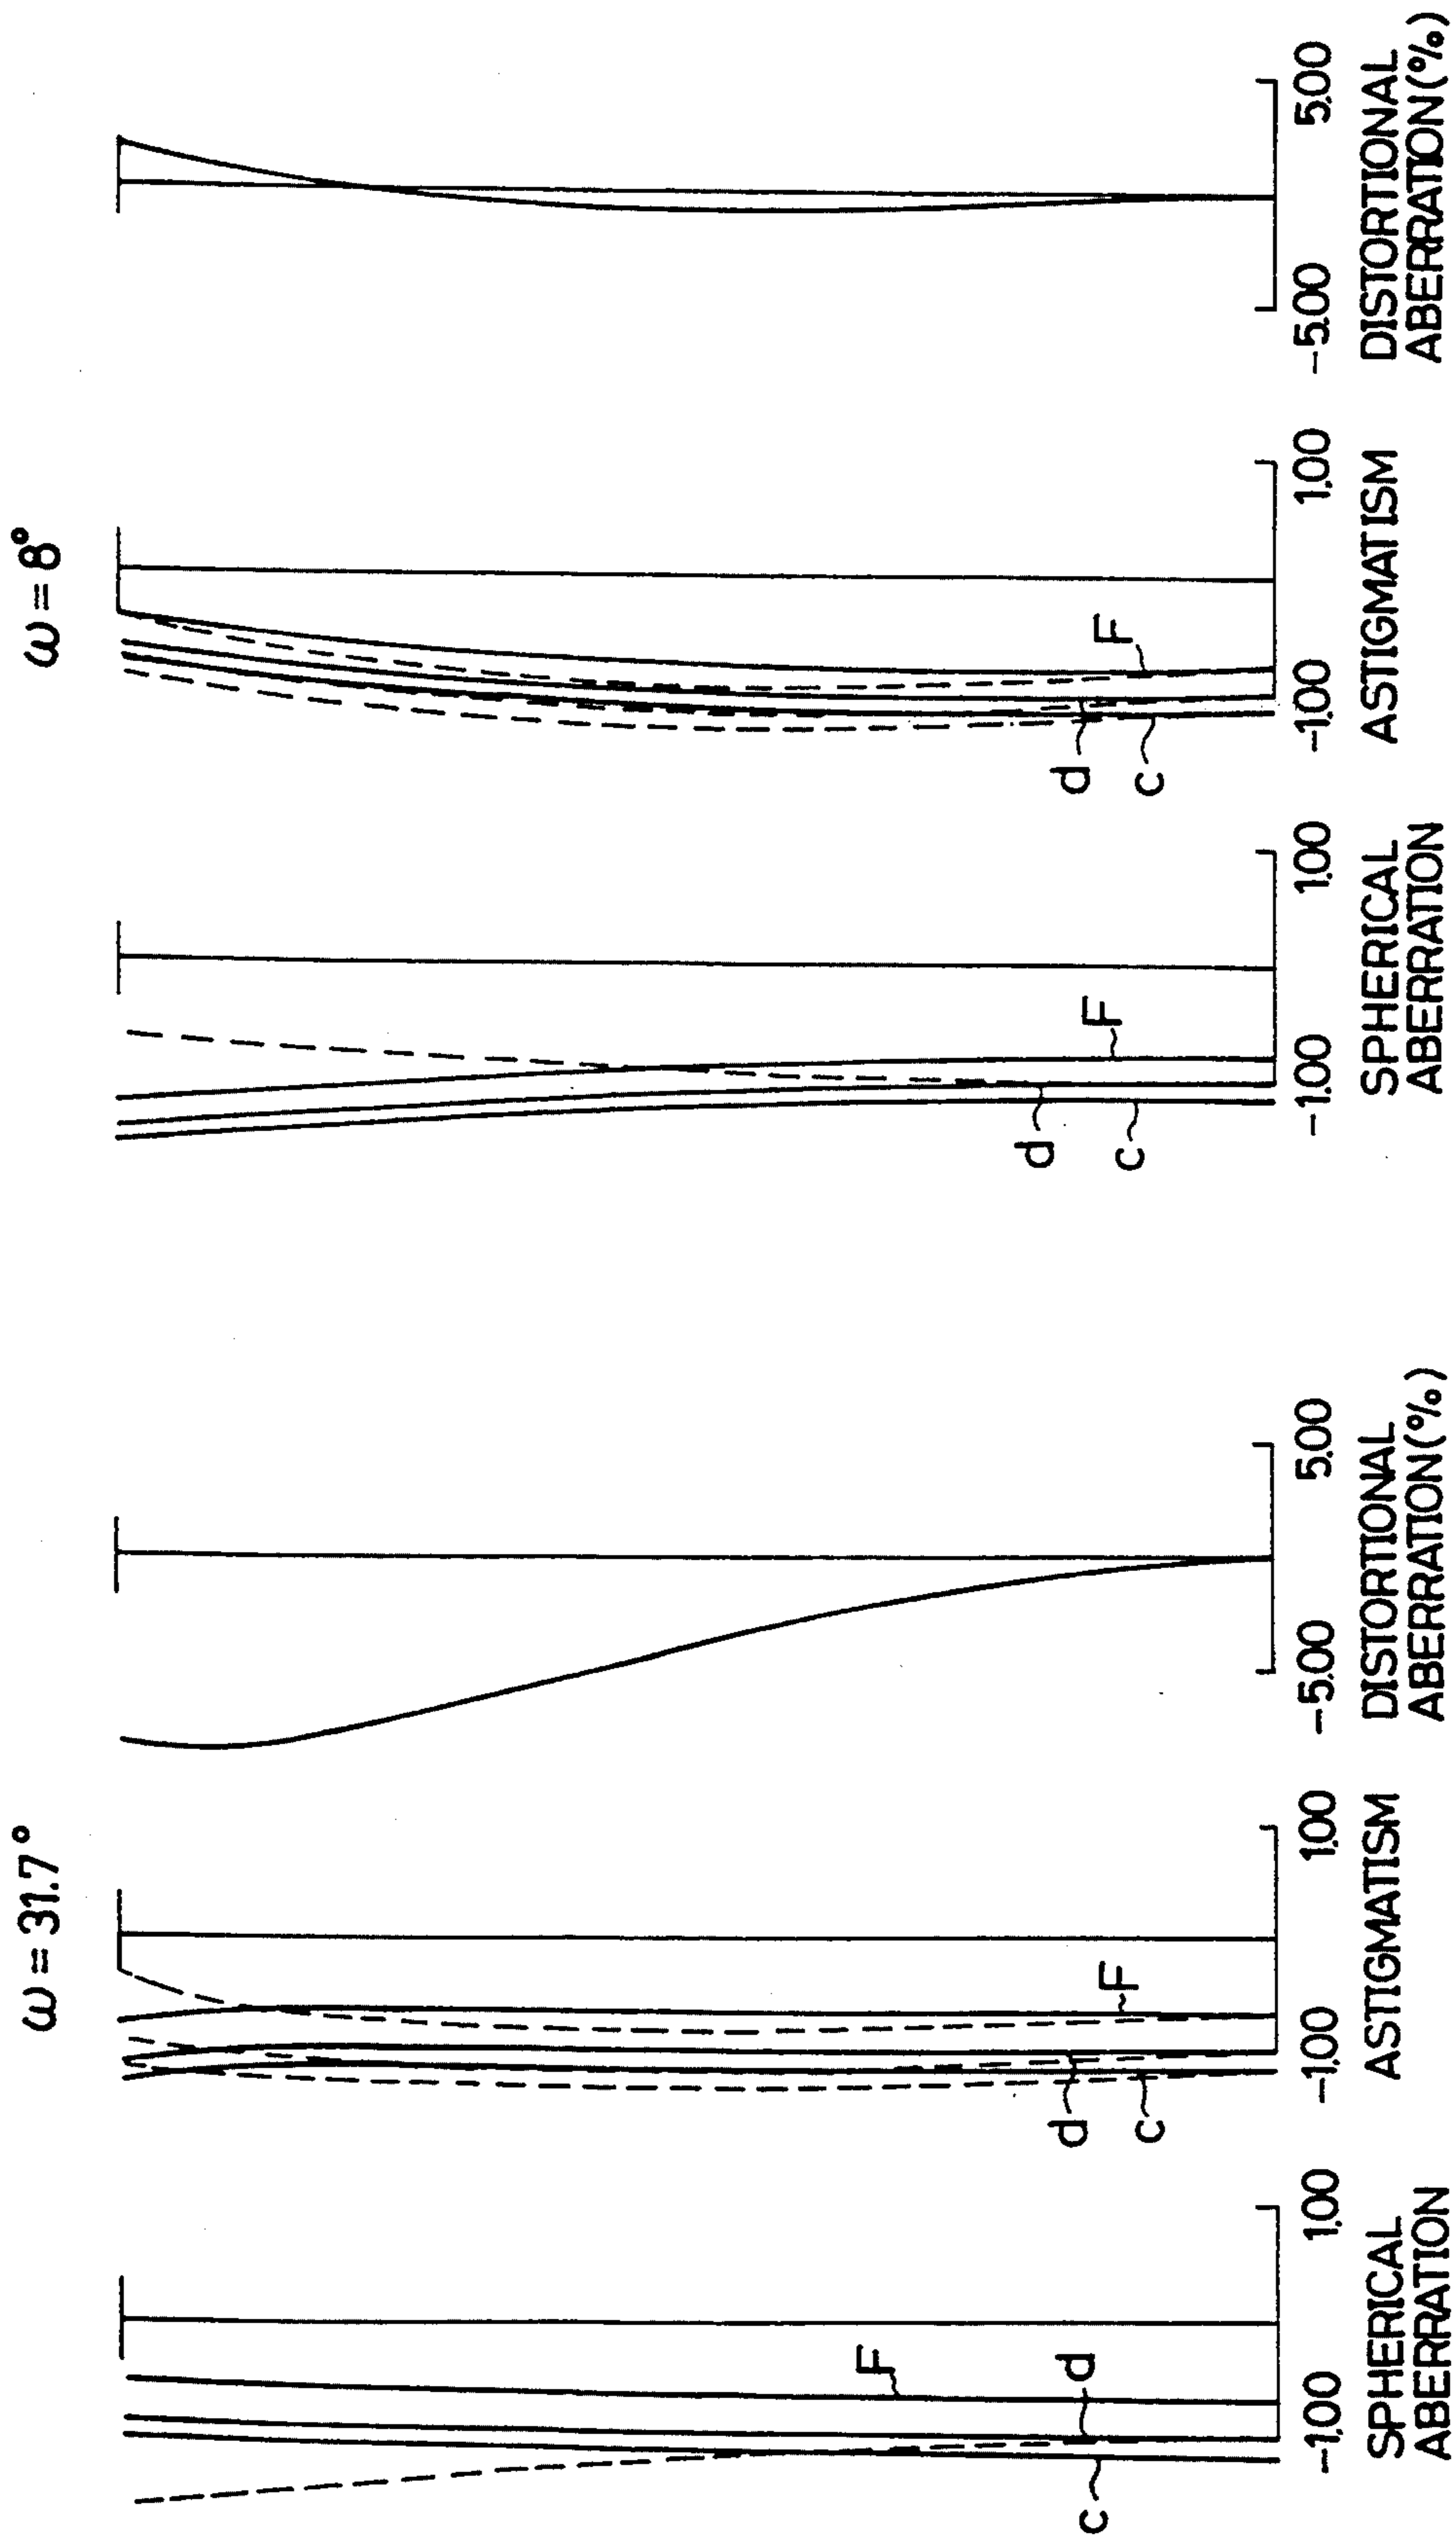 ω = 31.7°
F
d
c
-1.00
1.00
SPHERICAL
ABERRATION
F
d
c
-1.00
1.00
ASTIGMATISM
-5.00
5.00
DISTORTIONAL
ABERRATION(%)
ω = 8°
F
d
c
-1.00
1.00
SPHERICAL
ABERRATION
F
d
c
-1.00
1.00
ASTIGMATISM
-5.00
5.00
DISTORTIONAL
ABERRATION(%)